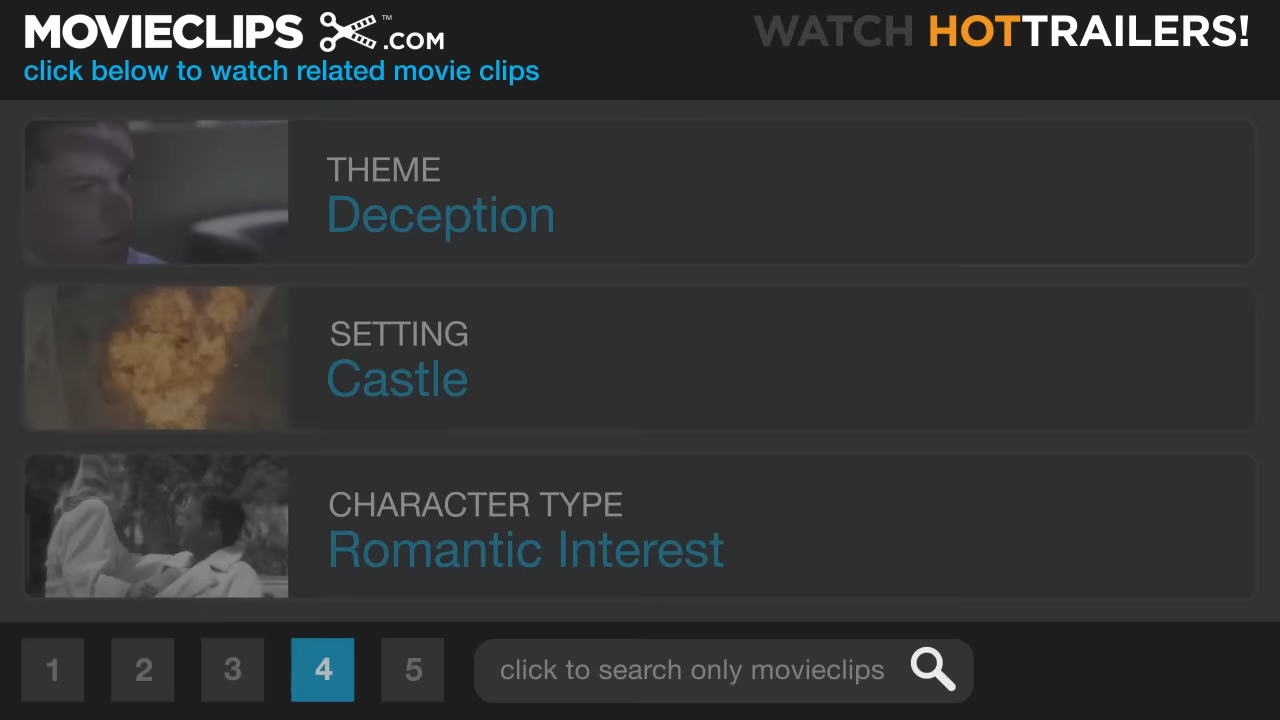 MOVIECLIPS ™ .COM
WATCH HOTTRAILERS!
click below to watch related movie clips
THEME
Deception
SETTING
Castle
CHARACTER TYPE
Romantic Interest
1 2 3 4 5 click to search only movieclips